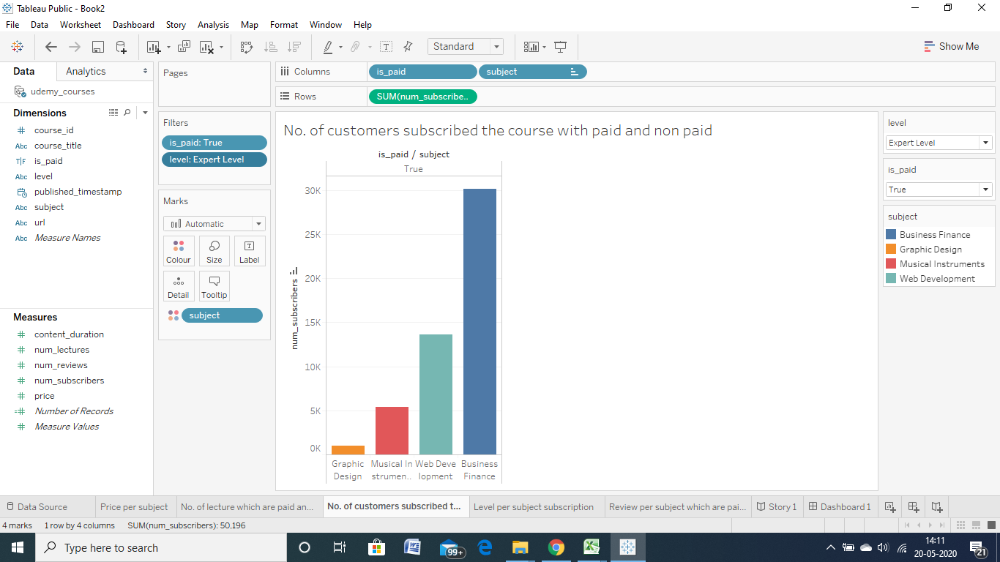 Tableau Public - Book2
File Data Worksheet Dashboard Story Analysis Map Format Window Help
Standard
Show Me
Data Analytics
udemy_courses
Dimensions
course_id
Abc course_title
T|F is_paid
Abc level
published_timestamp
Abc subject
Abc url
Abc Measure Names
Measures
content_duration
num_lectures
num_reviews
num_subscribers
price
Number of Records
Measure Values
Pages
Filters
is_paid: True
level: Expert Level
Marks
Automatic
Colour Size Label
Detail Tooltip
subject
Columns is_paid subject
Rows SUM(num_subscribe..
No. of customers subscribed the course with paid and non paid
is_paid / subject
True
30K
25K
20K
15K
10K
5K
0K
num_subscribers
Graphic Design
Musical In strumen..
Web Deve lopment
Business Finance
level
Expert Level
is_paid
True
subject
Business Finance
Graphic Design
Musical Instruments
Web Development
Data Source Price per subject No. of lecture which are paid an... No. of customers subscribed t... Level per subject subscription Review per subject which are pai... Story 1 Dashboard 1
4 marks 1 row by 4 columns SUM(num_subscribers): 50,196
Type here to search
99+
14:11
20-05-2020
21